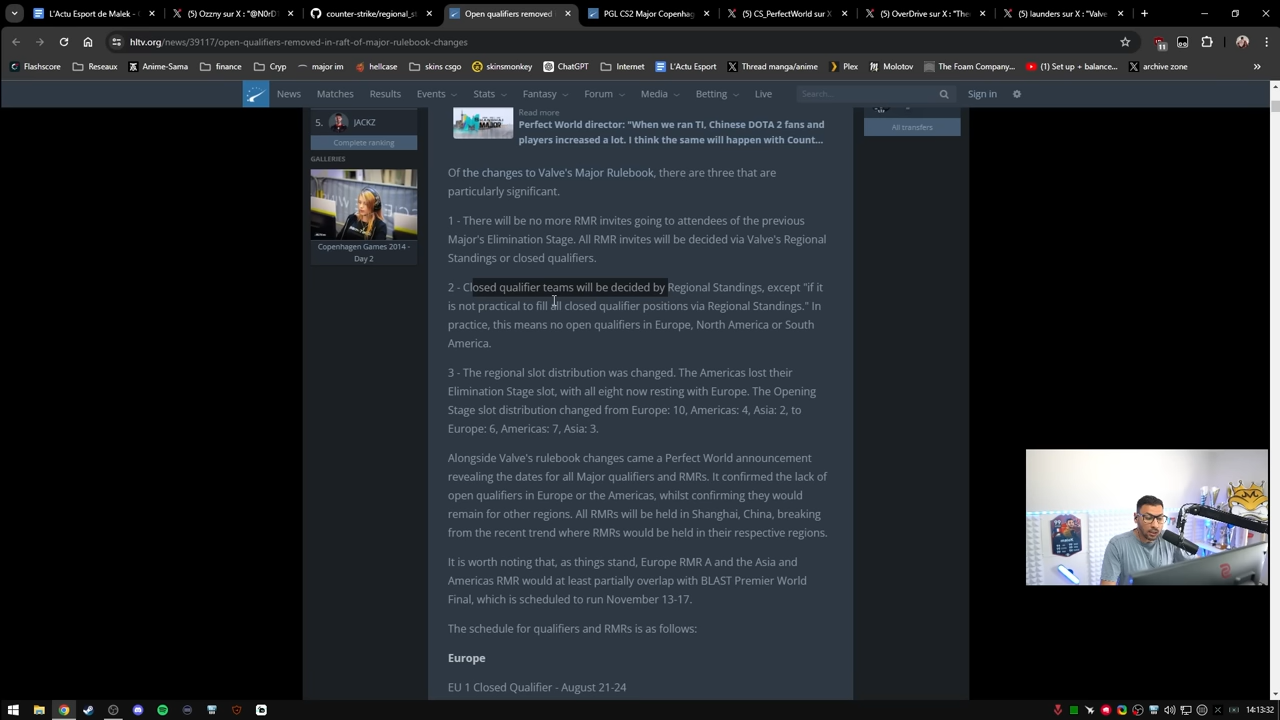 L'Actu Esport de Malek -
(5) Ozzny sur X : "@N0rD
counter-strike/regional_s
Open qualifiers removed
PGL CS2 Major Copenhag
(5) CS_PerfectWorld sur X
(5) OverDrive sur X : "The
(5) launders sur X : "Valve
hltv.org/news/39117/open-qualifiers-removed-in-raft-of-major-rulebook-changes
Flashscore
Reseaux
Anime-Sama
finance
Cryp
major im
hellcase
skins csgo
skinsmonkey
ChatGPT
Internet
L'Actu Esport
Thread manga/anime
Plex
Molotov
The Foam Company...
(1) Set up + balance...
archive zone
News
Matches
Results
Events
Stats
Fantasy
Forum
Media
Betting
Live
Search...
Sign in
5.
JACKZ
Complete ranking
GALLERIES
Copenhagen Games 2014 -
Day 2
All transfers
Read more
Perfect World director: "When we ran TI, Chinese DOTA 2 fans and
players increased a lot. I think the same will happen with Count...
Of the changes to Valve's Major Rulebook, there are three that are
particularly significant.
1 - There will be no more RMR invites going to attendees of the previous
Major's Elimination Stage. All RMR invites will be decided via Valve's Regional
Standings or closed qualifiers.
2 - Closed qualifier teams will be decided by Regional Standings, except "if it
is not practical to fill all closed qualifier positions via Regional Standings." In
practice, this means no open qualifiers in Europe, North America or South
America.
3 - The regional slot distribution was changed. The Americas lost their
Elimination Stage slot, with all eight now resting with Europe. The Opening
Stage slot distribution changed from Europe: 10, Americas: 4, Asia: 2, to
Europe: 6, Americas: 7, Asia: 3.
Alongside Valve's rulebook changes came a Perfect World announcement
revealing the dates for all Major qualifiers and RMRs. It confirmed the lack of
open qualifiers in Europe or the Americas, whilst confirming they would
remain for other regions. All RMRs will be held in Shanghai, China, breaking
from the recent trend where RMRs would be held in their respective regions.
It is worth noting that, as things stand, Europe RMR A and the Asia and
Americas RMR would at least partially overlap with BLAST Premier World
Final, which is scheduled to run November 13-17.
The schedule for qualifiers and RMRs is as follows:
Europe
EU 1 Closed Qualifier - August 21-24
14:13:32